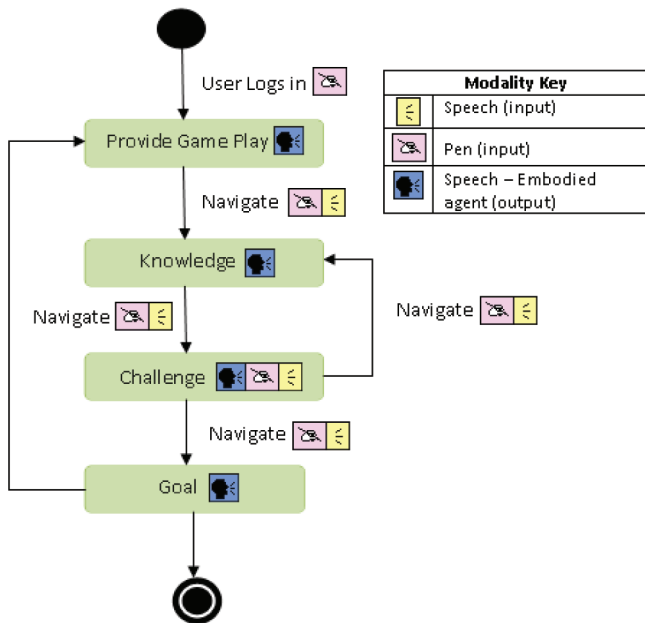 User Logs in
Modality Key
Speech (input)
Pen (input)
Speech – Embodied
agent (output)
Provide Game Play
Navigate
Knowledge
Navigate
Navigate
Challenge
Navigate
Goal